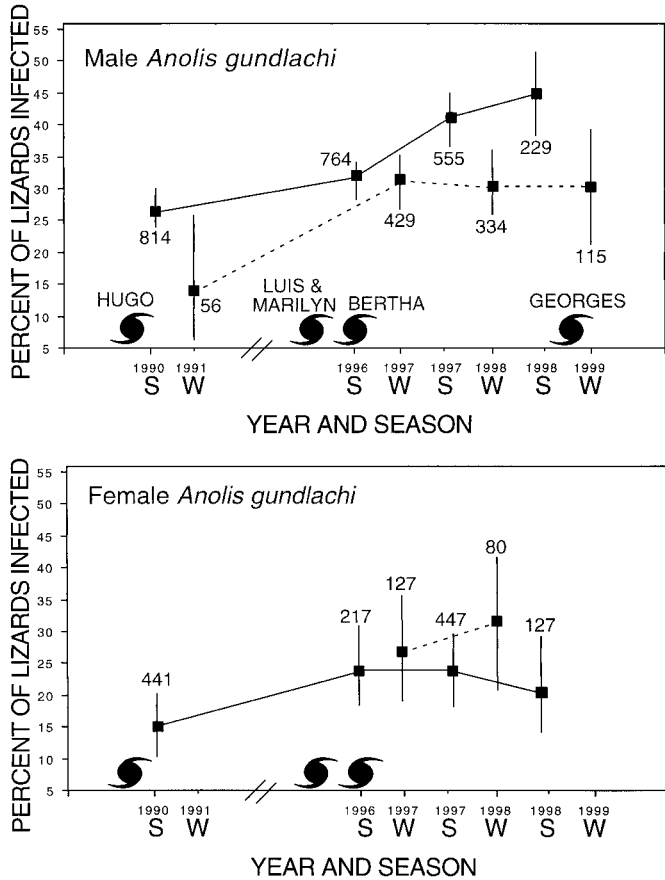 PERCENT OF LIZARDS INFECTED
55
50
45
40
35
30
25
20
15
10
5
Male Anolis gundlachi
814
56
764
429
555
334
229
115
HUGO
LUIS &
MARILYN
BERTHA
GEORGES
1990 1991 1996 1997 1997 1998 1998 1999
S W S W S W S W
YEAR AND SEASON
PERCENT OF LIZARDS INFECTED
55
50
45
40
35
30
25
20
15
10
5
Female Anolis gundlachi
441
217
127
447
80
127
1990 1991 1996 1997 1997 1998 1998 1999
S W S W S W S W
YEAR AND SEASON